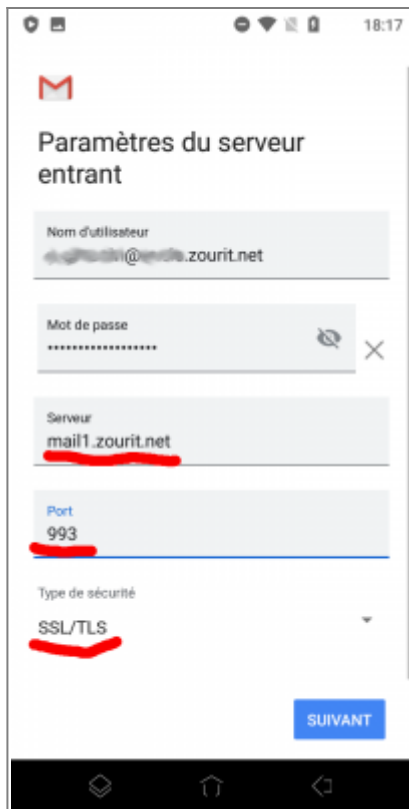 18:17
Paramètres du serveur
entrant
Nom d'utilisateur
.zourit.net
Mot de passe
Serveur
mail1.zourit.net
Port
993
Type de sécurité
SSL/TLS
SUIVANT